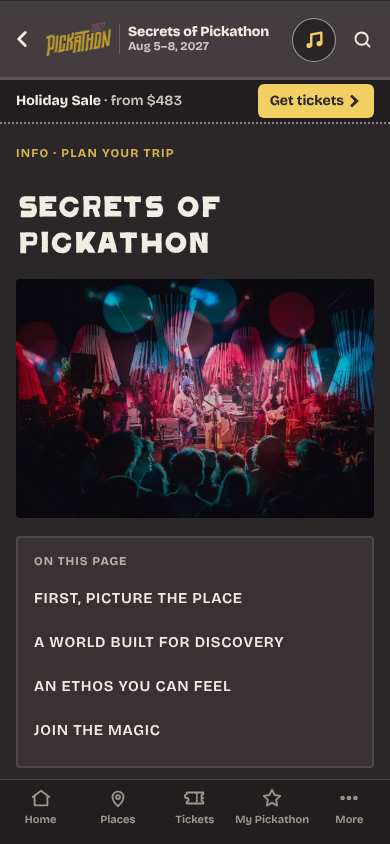 PICKATHON
Secrets of Pickathon
Aug 5–8, 2027
Holiday Sale · from $483
Get tickets
INFO · PLAN YOUR TRIP
SECRETS OF
PICKATHON
ON THIS PAGE
FIRST, PICTURE THE PLACE
A WORLD BUILT FOR DISCOVERY
AN ETHOS YOU CAN FEEL
JOIN THE MAGIC
Home
Places
Tickets
My Pickathon
More